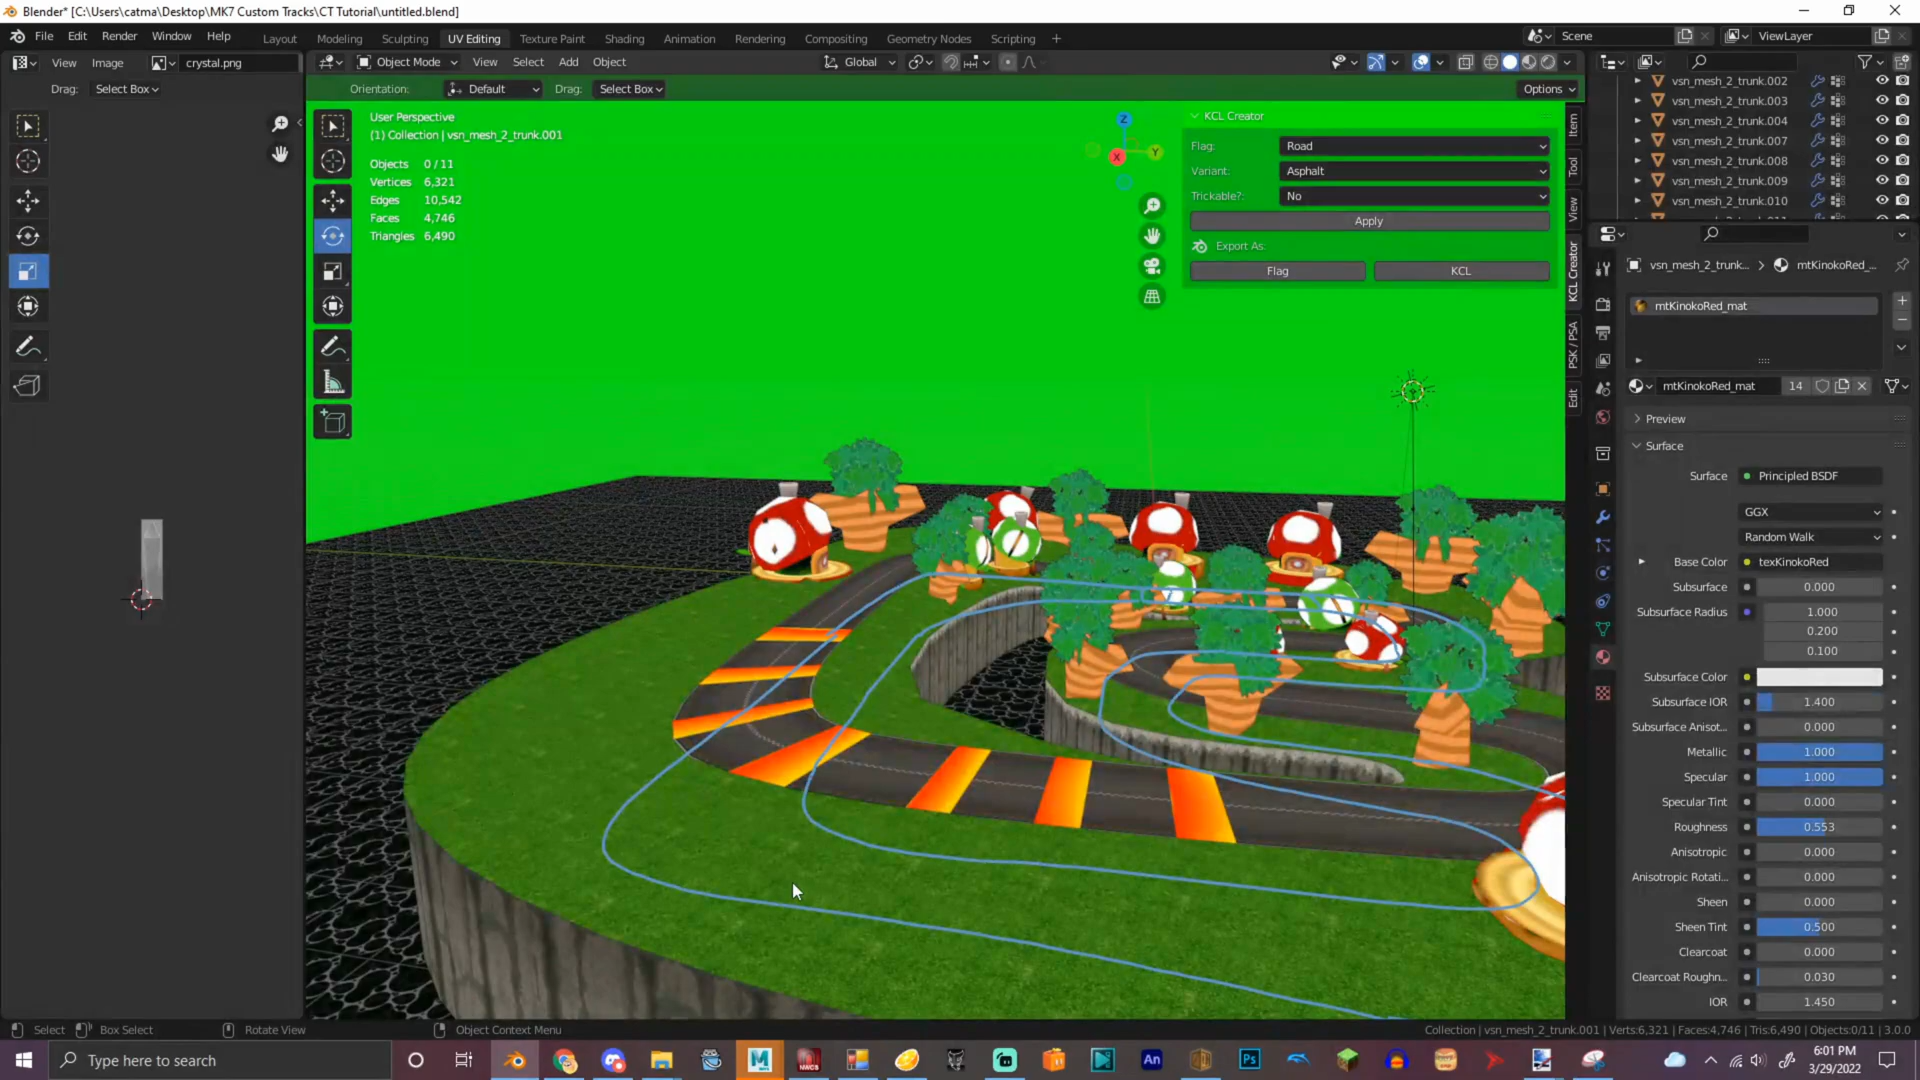 Blender* [C:\Users\catma\Desktop\MK7 Custom Tracks\CT Tutorial\untitled.blend]
File Edit Render Window Help
Layout Modeling Sculpting UV Editing Texture Paint Shading Animation Rendering Compositing Geometry Nodes Scripting +
Scene
ViewLayer
View Image crystal.png
Object Mode View Select Add Object Global
Drag: Select Box
Orientation: Default Drag: Select Box Options
User Perspective
(1) Collection | vsn_mesh_2_trunk.001
Objects 0 / 11
Vertices 6,321
Edges 10,542
Faces 4,746
Triangles 6,490
Z
X
Y
KCL Creator
Flag: Road
Variant: Asphalt
Trickable?: No
Apply
Export As:
Flag KCL
Item
Tool
View
KCL Creator
PSK / PSA
Edit
vsn_mesh_2_trunk.002
vsn_mesh_2_trunk.003
vsn_mesh_2_trunk.004
vsn_mesh_2_trunk.007
vsn_mesh_2_trunk.008
vsn_mesh_2_trunk.009
vsn_mesh_2_trunk.010
vsn_mesh_2_trunk... > mtKinokoRed_...
mtKinokoRed_mat
mtKinokoRed_mat 14
Preview
Surface
Surface Principled BSDF
GGX
Random Walk
Base Color texKinokoRed
Subsurface 0.000
Subsurface Radius 1.000
0.200
0.100
Subsurface Color
Subsurface IOR 1.400
Subsurface Anisot... 0.000
Metallic 1.000
Specular 1.000
Specular Tint 0.000
Roughness 0.553
Anisotropic 0.000
Anisotropic Rotati... 0.000
Sheen 0.000
Sheen Tint 0.500
Clearcoat 0.000
Clearcoat Roughn... 0.030
IOR 1.450
Select Box Select Rotate View Object Context Menu
Collection | vsn_mesh_2_trunk.001 | Verts:6,321 | Faces:4,746 | Tris:6,490 | Objects:0/11 | 3.0.0
Type here to search
An
Ps
6:01 PM
3/29/2022